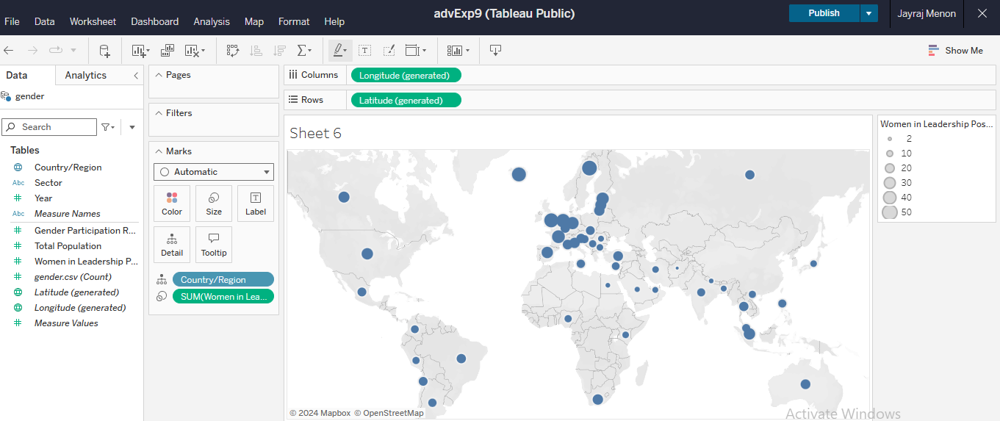 advExp9 (Tableau Public)
Publish
Jayraj Menon
File Data Worksheet Dashboard Analysis Map Format Help
Show Me
Data
Analytics
gender
Search
Tables
Country/Region
Abc Sector
Year
Abc Measure Names
Gender Participation R...
Total Population
Women in Leadership P...
gender.csv (Count)
Latitude (generated)
Longitude (generated)
Measure Values
Pages
Filters
Marks
Automatic
Color
Size
Label
Detail
Tooltip
Country/Region
SUM(Women in Lea...
Columns
Longitude (generated)
Rows
Latitude (generated)
Sheet 6
© 2024 Mapbox © OpenStreetMap
Women in Leadership Pos...
2
10
20
30
40
50
Activate Windows